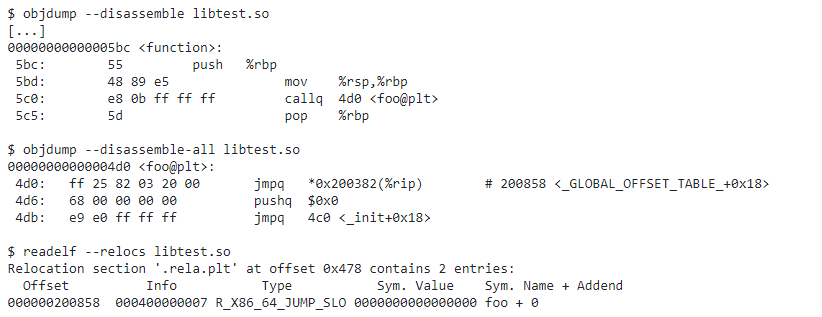 $ objdump --disassemble libtest.so
[...]
00000000000005bc <function>:
 5bc:       55                   push   %rbp
 5bd:       48 89 e5                mov    %rsp,%rbp
 5c0:       e8 0b ff ff ff          callq  4d0 <foo@plt>
 5c5:       5d                      pop    %rbp
$ objdump --disassemble-all libtest.so
00000000000004d0 <foo@plt>:
 4d0:   ff 25 82 03 20 00       jmpq   *0x200382(%rip)        # 200858 <_GLOBAL_OFFSET_TABLE_+0x18>
 4d6:   68 00 00 00 00          pushq  $0x0
 4db:   e9 e0 ff ff ff          jmpq   4c0 <_init+0x18>
$ readelf --relocs libtest.so
Relocation section '.rela.plt' at offset 0x478 contains 2 entries:
  Offset          Info           Type           Sym. Value    Sym. Name + Addend
000000200858  000400000007 R_X86_64_JUMP_SLO 0000000000000000 foo + 0